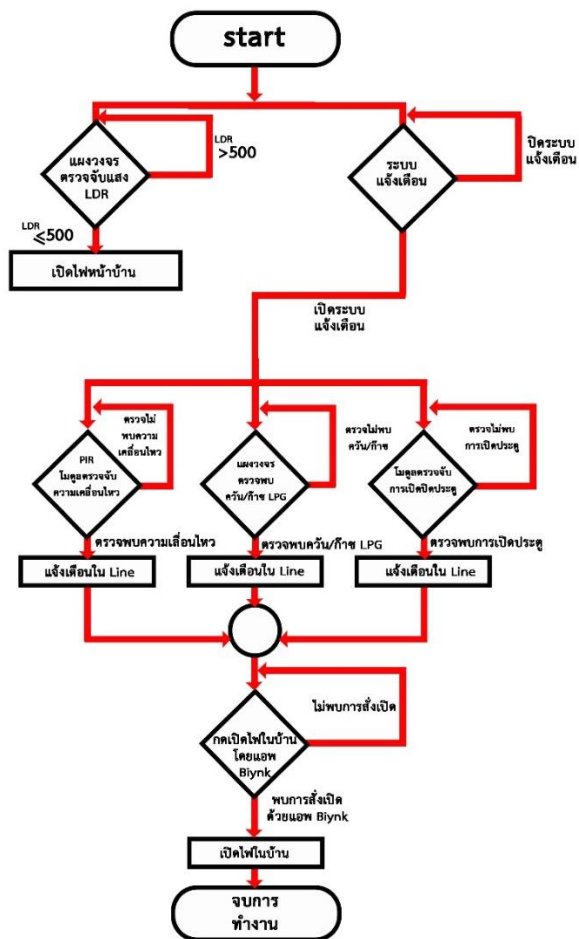 start
แผงวงจร
ตรวจจับแสง
LDR
LDR
>500
ระบบ
แจ้งเตือน
ปิดระบบ
แจ้งเตือน
LDR
≤500
เปิดไฟหน้าบ้าน
เปิดระบบ
แจ้งเตือน
PIR
โมดูลตรวจจับ
ความเคลื่อนไหว
ตรวจไม่
พบความ
เคลื่อนไหว
แผงวงจร
ตรวจพบ
ควัน/ก๊าซ LPG
ตรวจไม่พบ
ควัน/ก๊าซ
โมดูลตรวจจับ
การเปิดปิดประตู
ตรวจไม่พบ
การเปิดประตู
ตรวจพบความเลื่อนไหว
ตรวจพบควัน/ก๊าซ LPG
ตรวจพบการเปิดประตู
แจ้งเตือนใน Line
แจ้งเตือนใน Line
แจ้งเตือนใน Line
กดเปิดไฟในบ้าน
โดยแอพ
Biynk
ไม่พบการสั่งเปิด
พบการสั่งเปิด
ด้วยแอพ Biynk
เปิดไฟในบ้าน
จบการ
ทำงาน